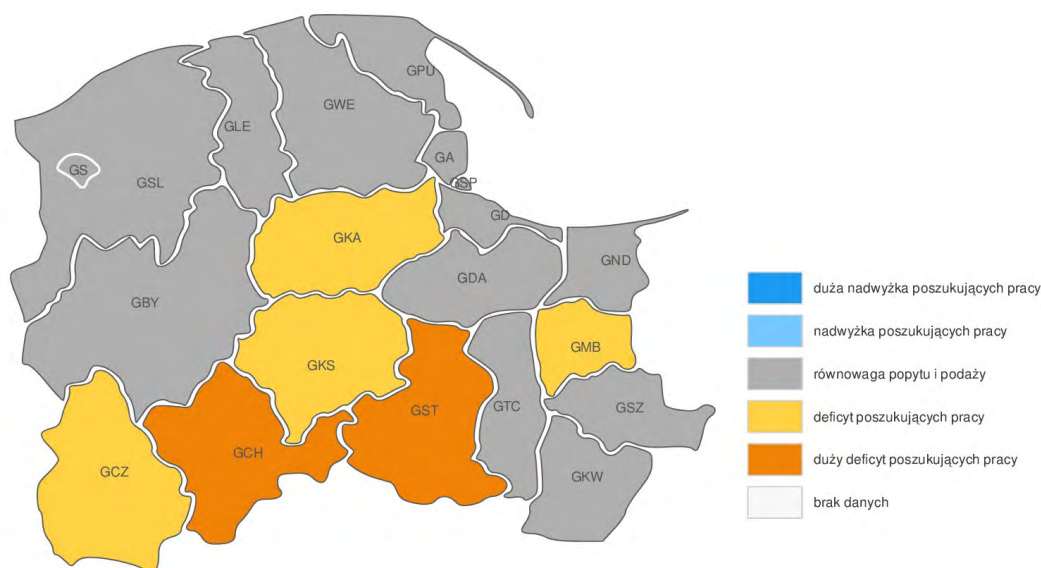 GPU
GWE
GLE
GA
GS
GSL
GSP
GD
GKA
GND
GDA
GBY
GMB
GKS
GTC
GSZ
GST
GCH
GCZ
GKW
duża nadwyżka poszukujących pracy
nadwyżka poszukujących pracy
równowaga popytu i podaży
deficyt poszukujących pracy
duży deficyt poszukujących pracy
brak danych